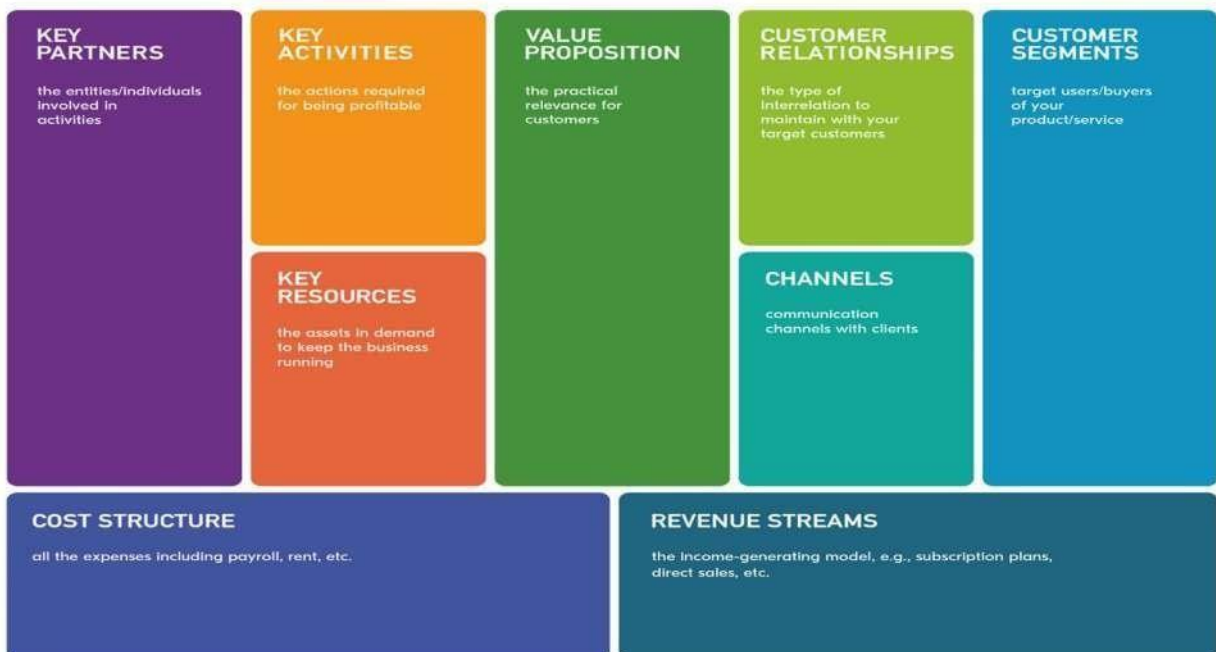 KEY
PARTNERS
the entities/individuals
involved in
activities
KEY
ACTIVITIES
the actions required
for being profitable
KEY
RESOURCES
the assets in demand
to keep the business
running
VALUE
PROPOSITION
the practical
relevance for
customers
CUSTOMER
RELATIONSHIPS
the type of
interrelation to
maintain with your
target customers
CHANNELS
communication
channels with clients
CUSTOMER
SEGMENTS
target users/buyers
of your
product/service
COST STRUCTURE
all the expenses including payroll, rent, etc.
REVENUE STREAMS
the income-generating model, e.g., subscription plans,
direct sales, etc.